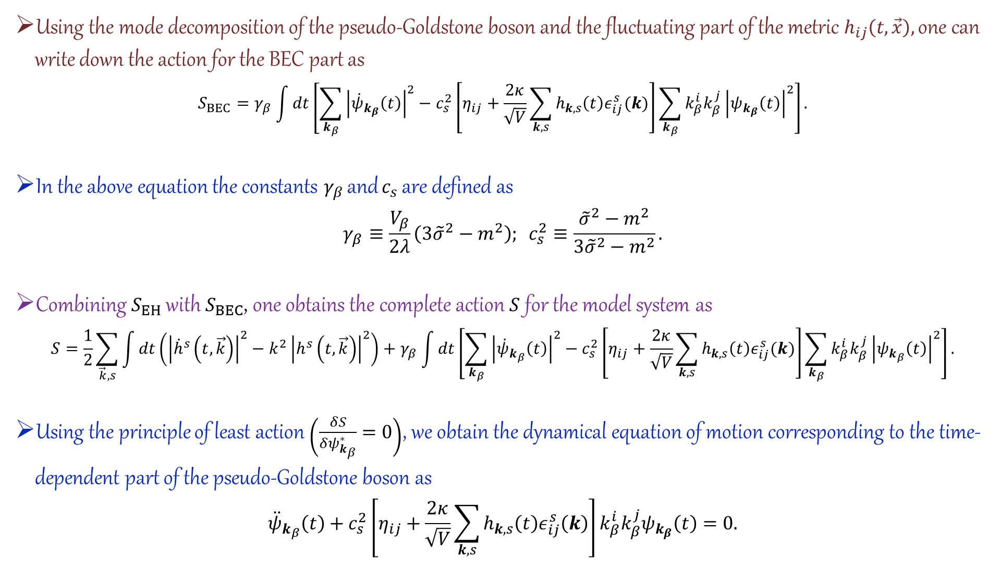 ➢Using the mode decomposition of the pseudo-Goldstone boson and the fluctuating part of the metric $h_{ij}(t,\vec{x})$, one can
write down the action for the BEC part as
$S_{\mathrm{BEC}} = \gamma_\beta \int dt \left[ \sum_{\boldsymbol{k}_\beta} \left| \dot{\psi}_{\boldsymbol{k_\beta}}(t) \right|^2 - c_s^2 \left[ \eta_{ij} + \frac{2\kappa}{\sqrt{V}} \sum_{\boldsymbol{k},s} h_{\boldsymbol{k},s}(t) \epsilon_{ij}^s(\boldsymbol{k}) \right] \sum_{\boldsymbol{k}_\beta} k_\beta^i k_\beta^j \left| \psi_{\boldsymbol{k_\beta}}(t) \right|^2 \right].$
➢In the above equation the constants $\gamma_\beta$ and $c_s$ are defined as
$\gamma_\beta \equiv \frac{V_\beta}{2\lambda} (3\tilde{\sigma}^2 - m^2); \;\; c_s^2 \equiv \frac{\tilde{\sigma}^2 - m^2}{3\tilde{\sigma}^2 - m^2}.$
➢Combining $S_{\mathrm{EH}}$ with $S_{\mathrm{BEC}}$, one obtains the complete action $S$ for the model system as
$S = \frac{1}{2} \sum_{\vec{k},s} \int dt \left( \left| \dot{h}^s(t,\vec{k}) \right|^2 - k^2 \left| h^s(t,\vec{k}) \right|^2 \right) + \gamma_\beta \int dt \left[ \sum_{\boldsymbol{k}_\beta} \left| \dot{\psi}_{\boldsymbol{k}_\beta}(t) \right|^2 - c_s^2 \left[ \eta_{ij} + \frac{2\kappa}{\sqrt{V}} \sum_{\boldsymbol{k},s} h_{\boldsymbol{k},s}(t) \epsilon_{ij}^s(\boldsymbol{k}) \right] \sum_{\boldsymbol{k}_\beta} k_\beta^i k_\beta^j \left| \psi_{\boldsymbol{k}_\beta}(t) \right|^2 \right].$
➢Using the principle of least action $\left( \frac{\delta S}{\delta \psi^*_{\boldsymbol{k}_\beta}} = 0 \right)$, we obtain the dynamical equation of motion corresponding to the time-
dependent part of the pseudo-Goldstone boson as
$\ddot{\psi}_{\boldsymbol{k}_\beta}(t) + c_s^2 \left[ \eta_{ij} + \frac{2\kappa}{\sqrt{V}} \sum_{\boldsymbol{k},s} h_{\boldsymbol{k},s}(t) \epsilon_{ij}^s(\boldsymbol{k}) \right] k_\beta^i k_\beta^j \psi_{\boldsymbol{k_\beta}}(t) = 0.$